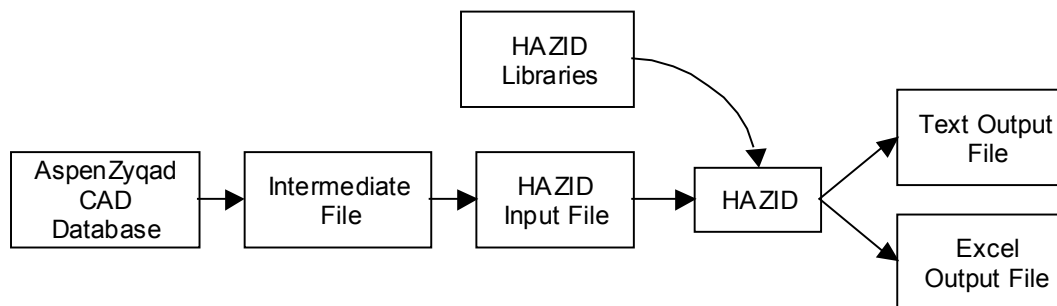 HAZID
Libraries
AspenZyqad
CAD
Database
Intermediate
File
HAZID
Input File
HAZID
Text Output
File
Excel
Output File